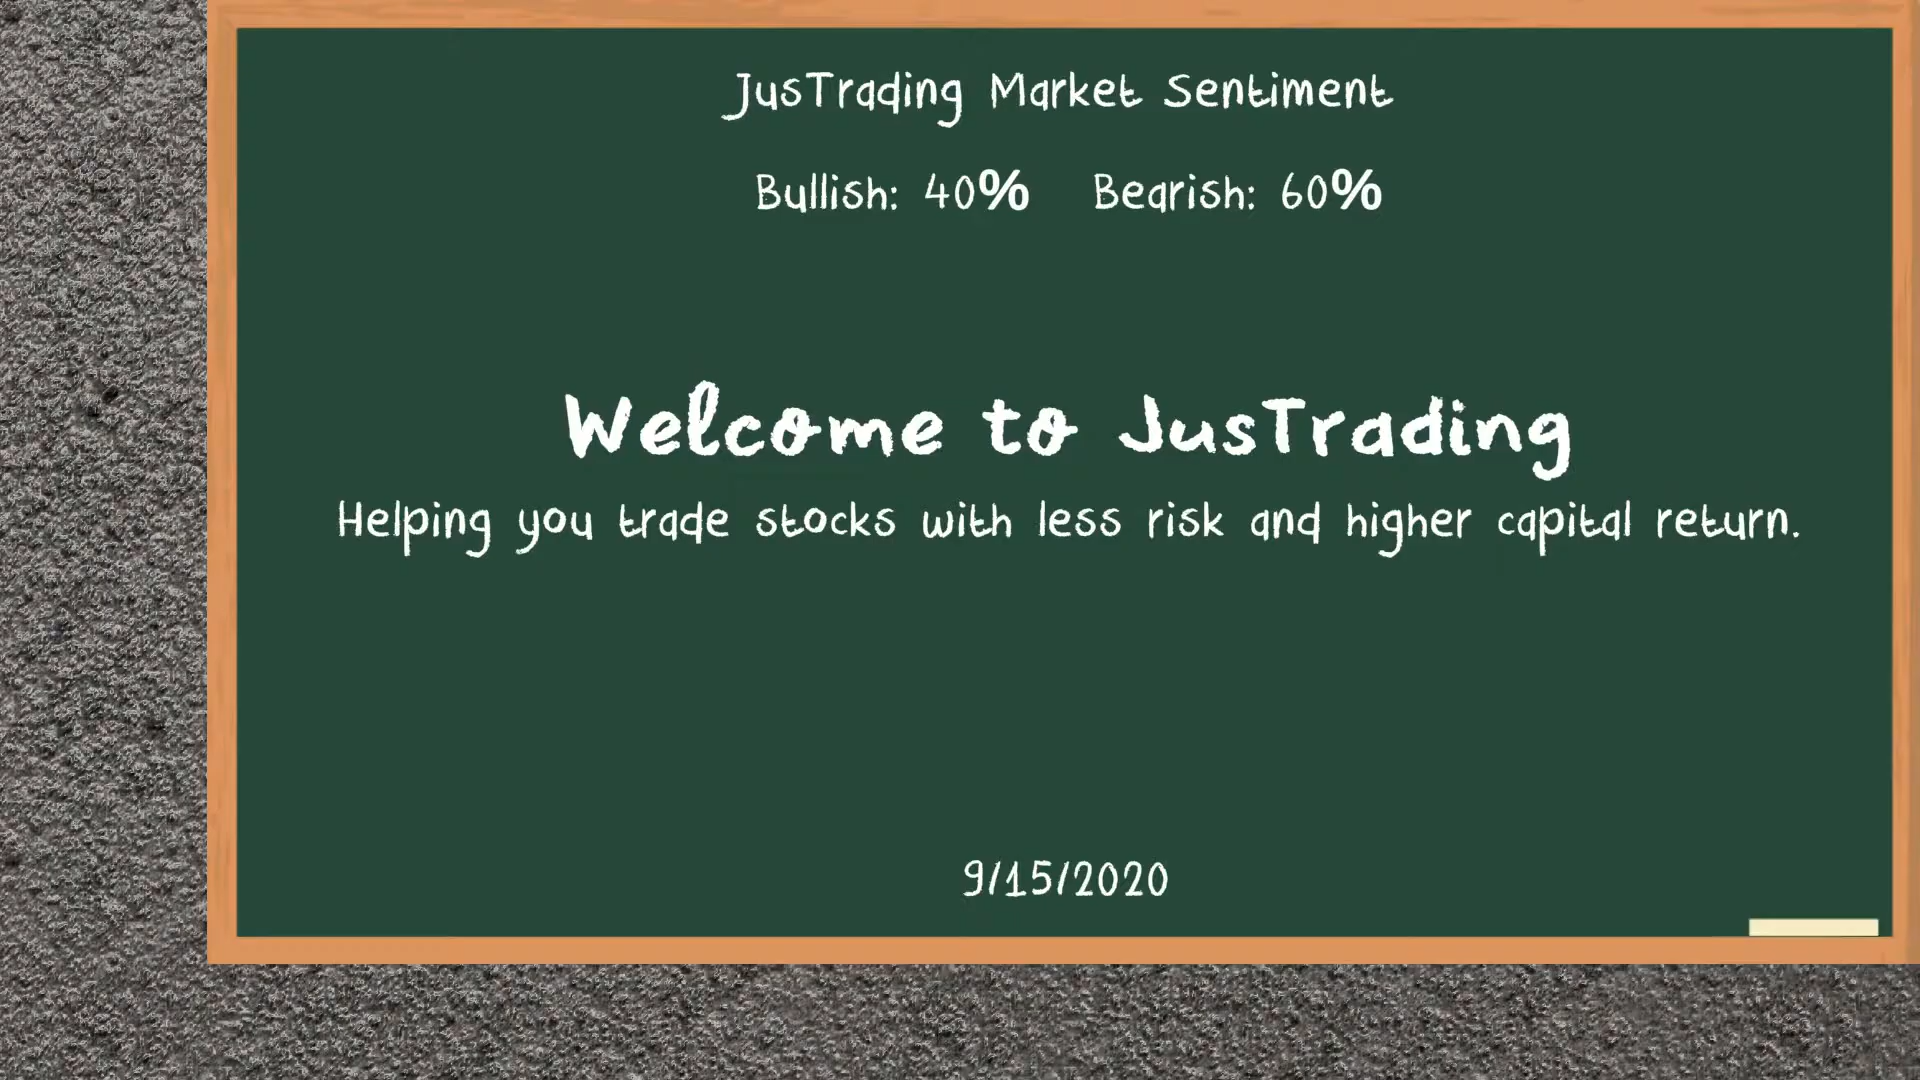 JusTrading Market Sentiment
Bullish: 40% Bearish: 60%
Welcome to JusTrading
Helping you trade stocks with less risk and higher capital return.
9/15/2020